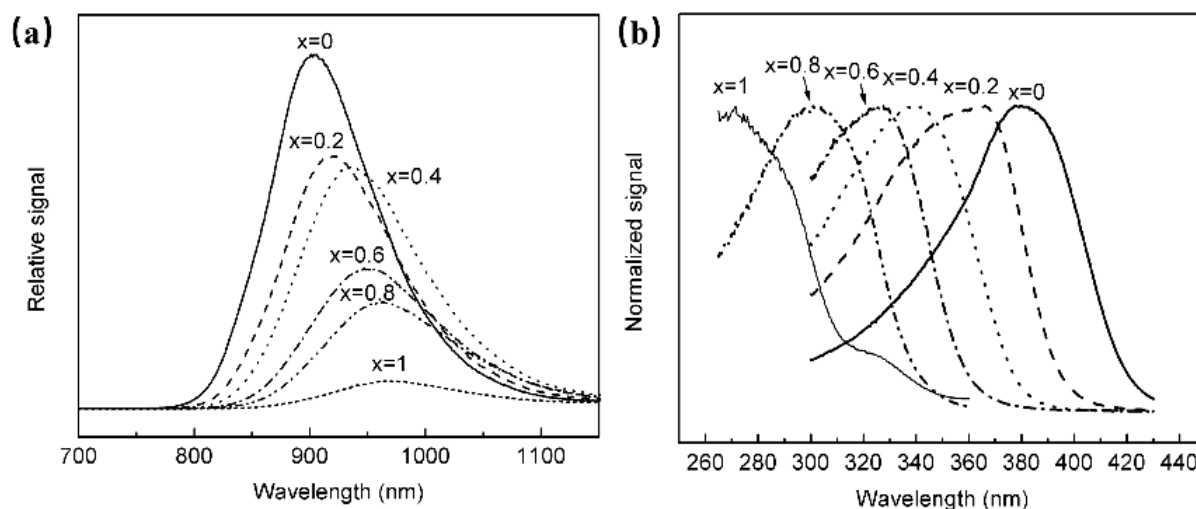 (a)
x=0
x=0.2
x=0.4
x=0.6
x=0.8
x=1
Relative signal
700 800 900 1000 1100
Wavelength (nm)
(b)
x=1
x=0.8
x=0.6
x=0.4
x=0.2
x=0
Normalized signal
260 280 300 320 340 360 380 400 420 440
Wavelength (nm)